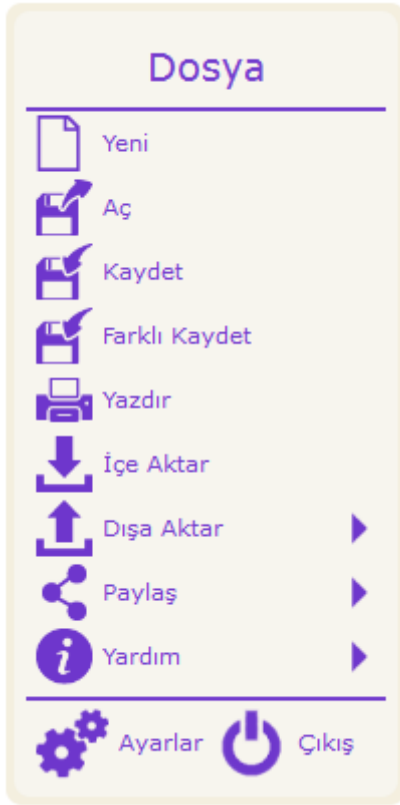 Dosya
Yeni
Aç
Kaydet
Farklı Kaydet
Yazdır
İçe Aktar
Dışa Aktar
Paylaş
Yardım
Ayarlar Çıkış